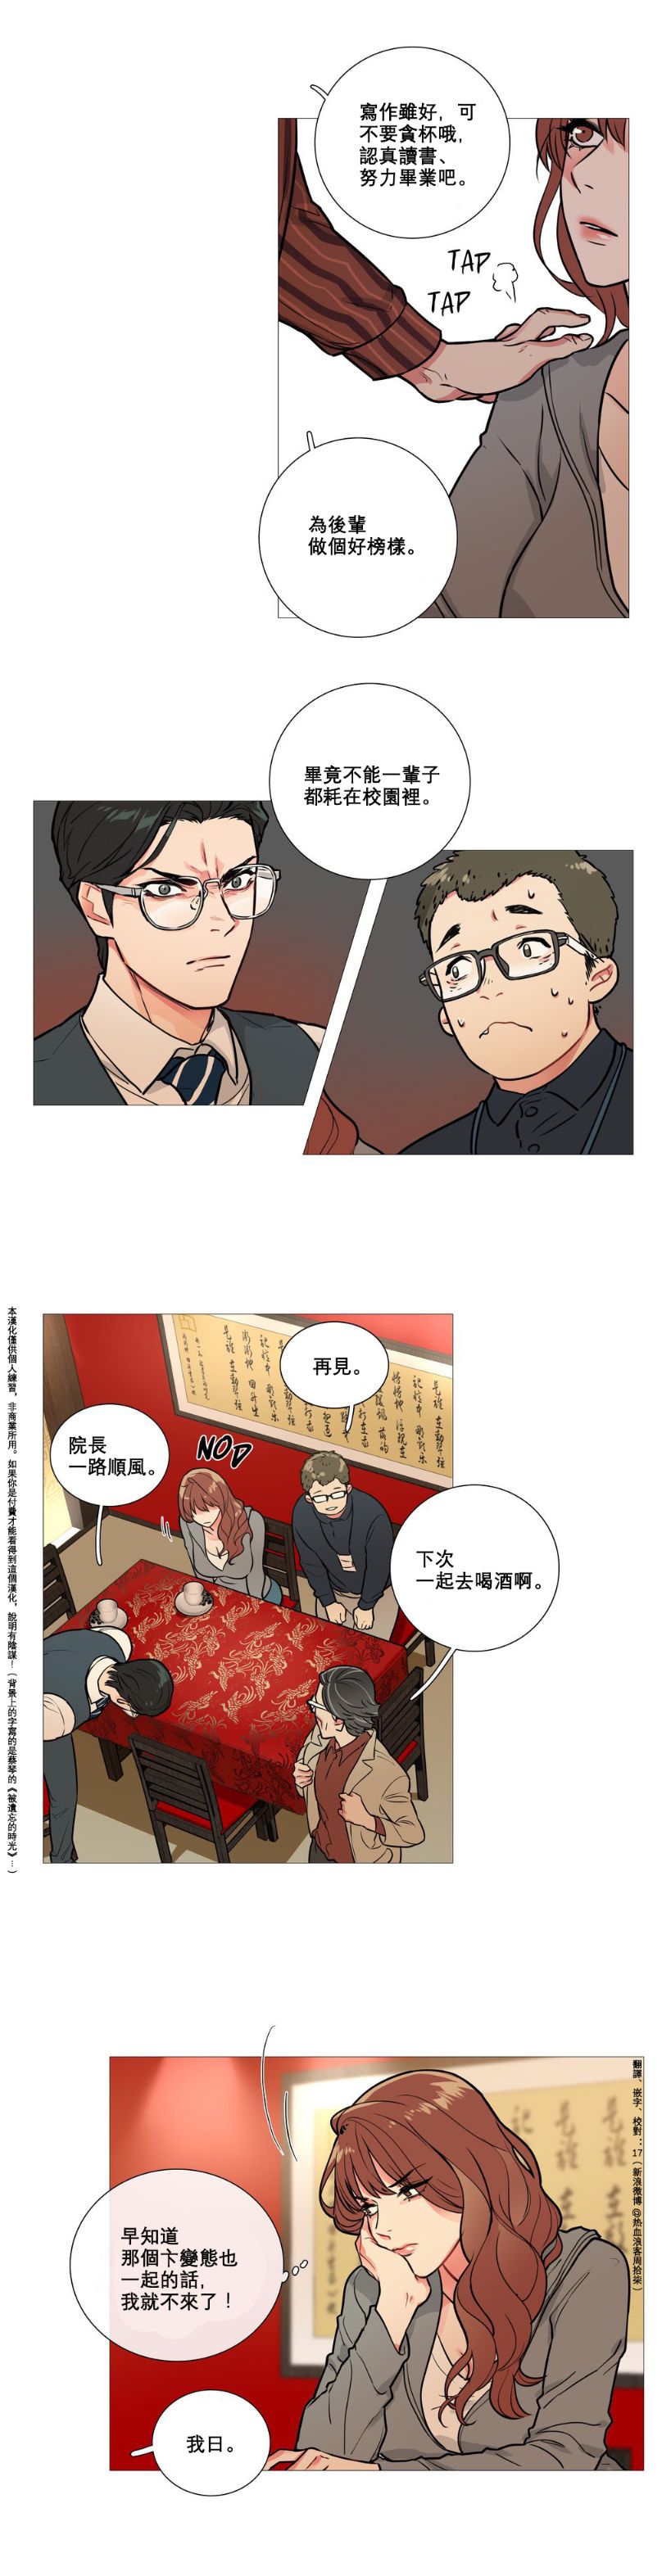 寫作雖好，可
不要貪杯哦，
認真讀書、
努力畢業吧。
TAP
TAP
為後輩
做個好榜樣。
畢竟不能一輩子
都耗在校園裡。
本漢化僅供個人練習，非商業所用。如果你是付費才能看得到這個漢化，說明有陰謀！（背景上的字寫的是蔡琴的《被遺忘的時光》…）
再見。
院長
一路順風。
NOD
下次
一起去喝酒啊。
翻譯、嵌字、校對：17（新浪微博@热血浪客周拾柒）
早知道
那個卞變態也
一起的話，
我就不來了！
我日。